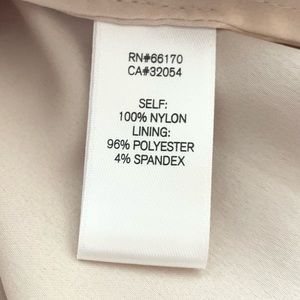 RN#66170
CA#32054
SELF:
100% NYLON
LINING:
96% POLYESTER
4% SPANDEX